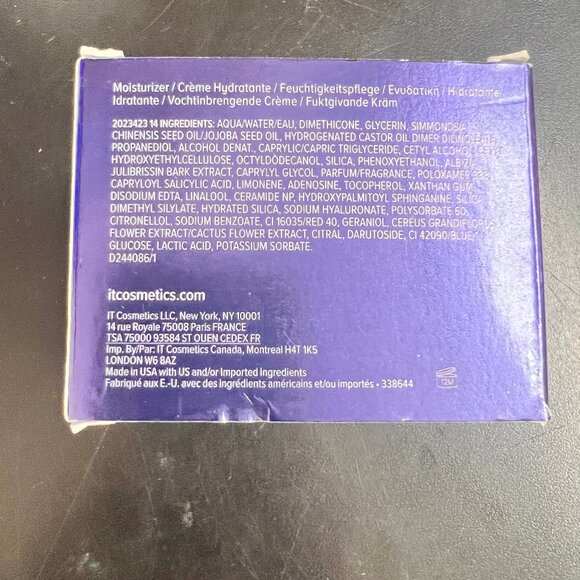 Moisturizer / Crème Hydratante / Feuchtigkeitspflege / Ενυδατική / Hidratante
Idratante / Vochtinbrengende Crème / Fuktgivande Kräm
2023423 14 INGREDIENTS: AQUA/WATER/EAU, DIMETHICONE, GLYCERIN, SIMMONDSIA
CHINENSIS SEED OIL/JOJOBA SEED OIL, HYDROGENATED CASTOR OIL DIMER DILINOLEATE,
PROPANEDIOL, ALCOHOL DENAT., CAPRYLIC/CAPRIC TRIGLYCERIDE, CETYL ALCOHOL,
HYDROXYETHYLCELLULOSE, OCTYLDODECANOL, SILICA, PHENOXYETHANOL, ALBIZIA
JULIBRISSIN BARK EXTRACT, CAPRYLYL GLYCOL, PARFUM/FRAGRANCE, POLOXAMER 338,
CAPRYLOYL SALICYLIC ACID, LIMONENE, ADENOSINE, TOCOPHEROL, XANTHAN GUM,
DISODIUM EDTA, LINALOOL, CERAMIDE NP, HYDROXYPALMITOYL SPHINGANINE, SILICA
DIMETHYL SILYLATE, HYDRATED SILICA, SODIUM HYALURONATE, POLYSORBATE 60,
CITRONELLOL, SODIUM BENZOATE, CI 16035/RED 40, GERANIOL, CEREUS GRANDIFLORUS
FLOWER EXTRACT/CACTUS FLOWER EXTRACT, CITRAL, DARUTOSIDE, CI 42090/BLUE
GLUCOSE, LACTIC ACID, POTASSIUM SORBATE.
D244086/1
itcosmetics.com
IT Cosmetics LLC, New York, NY 10001
14 rue Royale 75008 Paris FRANCE
TSA 75000 93584 ST OUEN CEDEX FR
Imp. By/Par: IT Cosmetics Canada, Montreal H4T 1K5
LONDON W6 8AZ
Made in USA with US and/or Imported Ingredients
Fabriqué aux É.-U. avec des ingrédients américains et/ou importés • 338644
12M